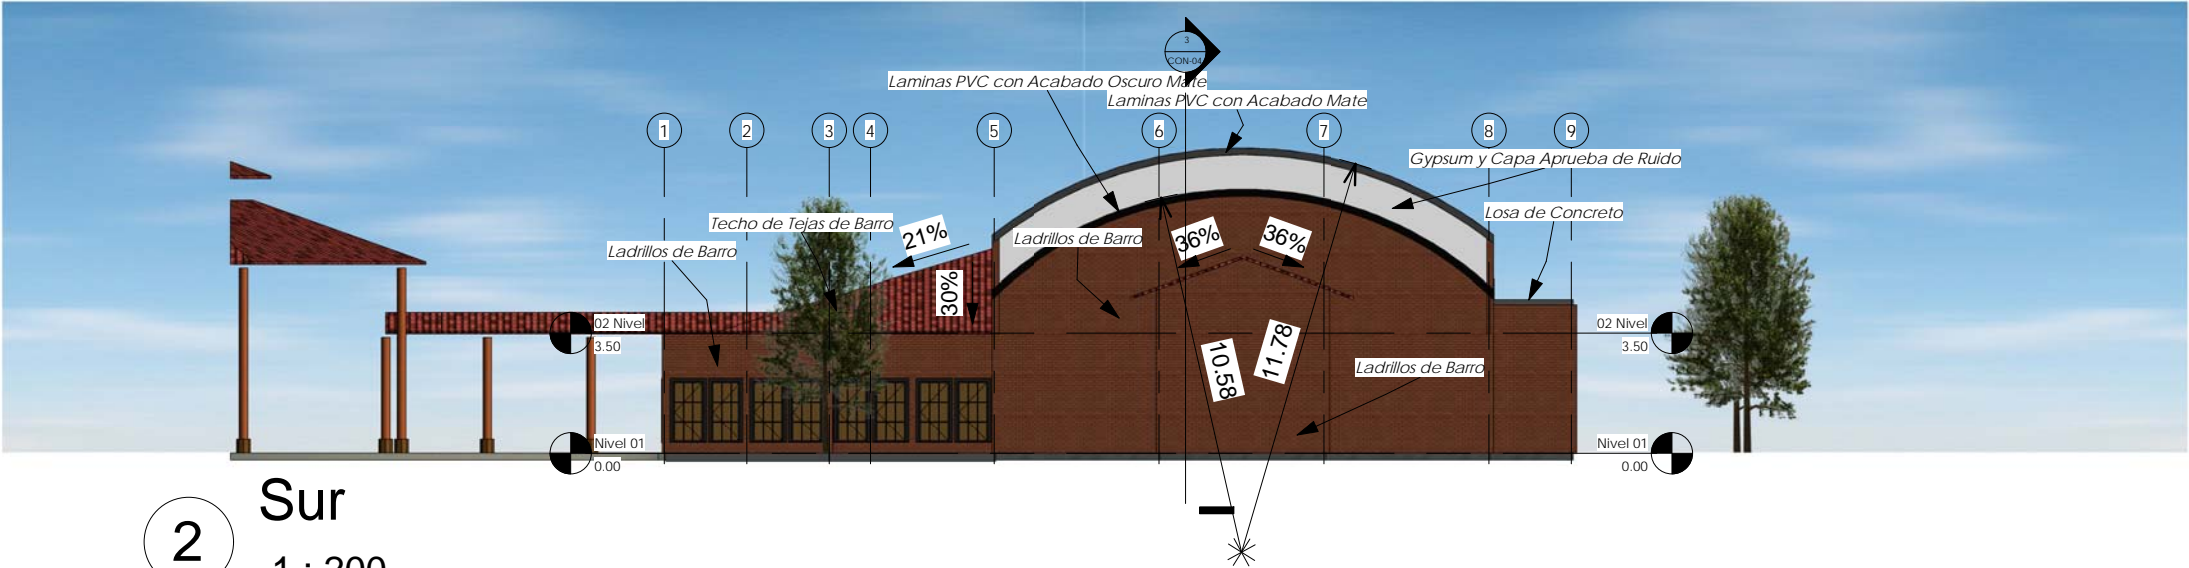 3
CON-04
Laminas PVC con Acabado Oscuro Mate
Laminas PVC con Acabado Mate
1 2 3 4 5 6 7 8 9
Gypsum y Capa Aprueba de Ruido
Losa de Concreto
Techo de Tejas de Barro
Ladrillos de Barro
21%
Ladrillos de Barro
36%
36%
30%
02 Nivel
3.50
02 Nivel
3.50
10.58
11.78
Ladrillos de Barro
Nivel 01
0.00
Nivel 01
0.00
Sur
2
1 : 200